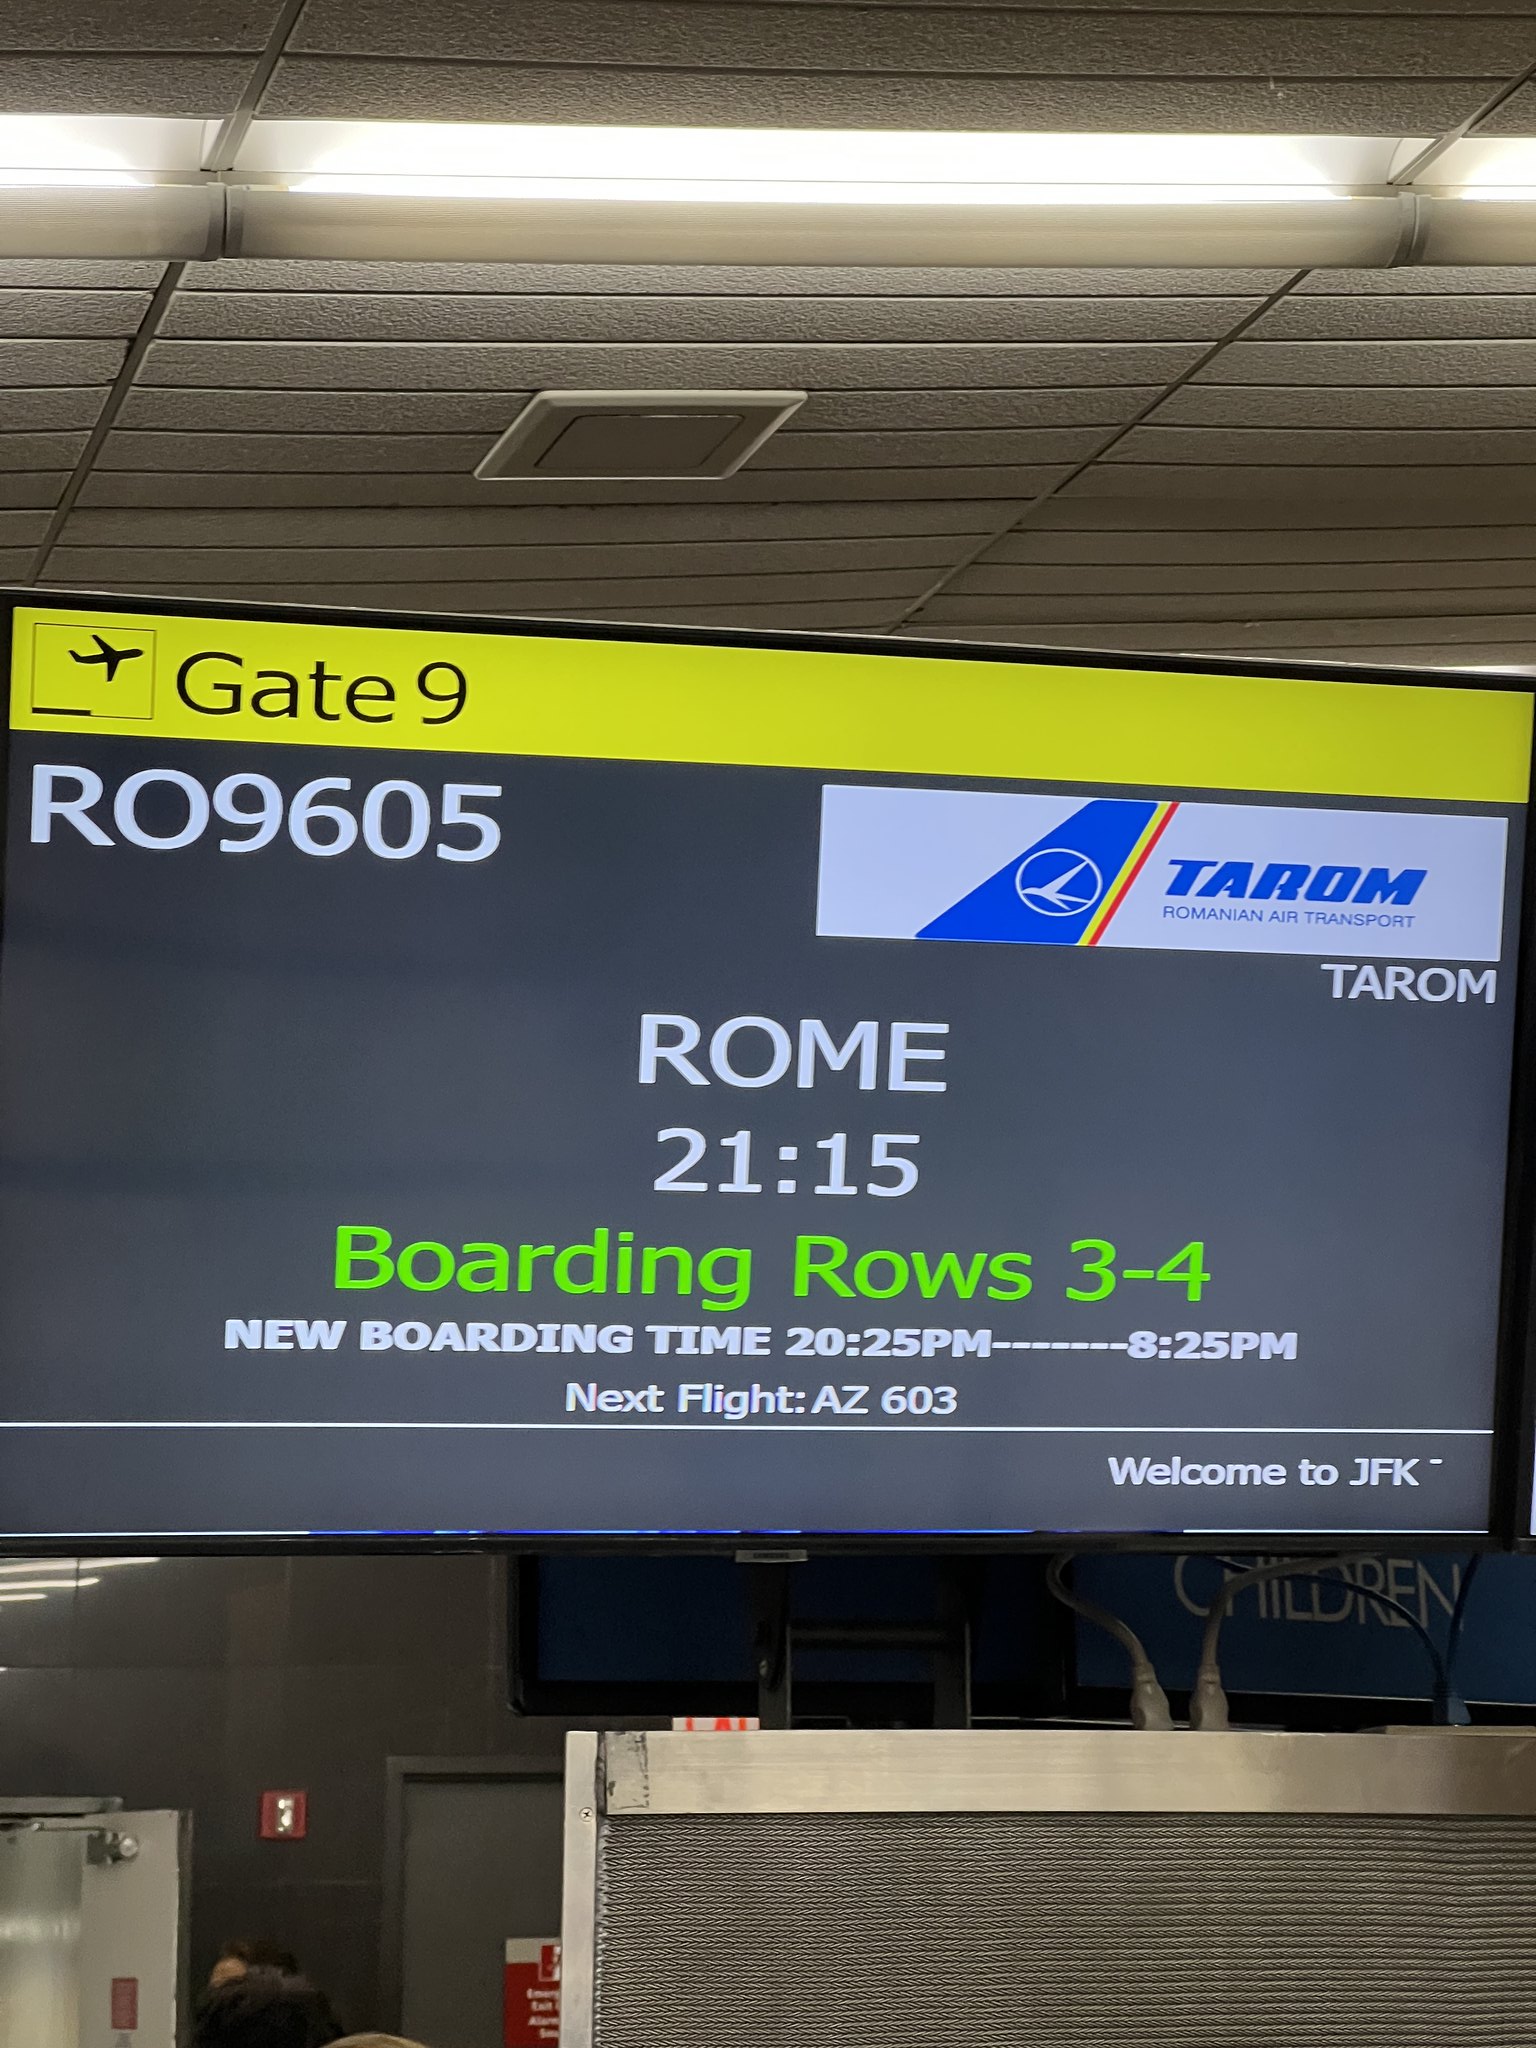 Gate 9
RO9605
TAROM
ROMANIAN AIR TRANSPORT
TAROM
ROME
21:15
Boarding Rows 3-4
NEW BOARDING TIME 20:25PM-------8:25PM
Next Flight: AZ 603
Welcome to JFK
CHILDREN